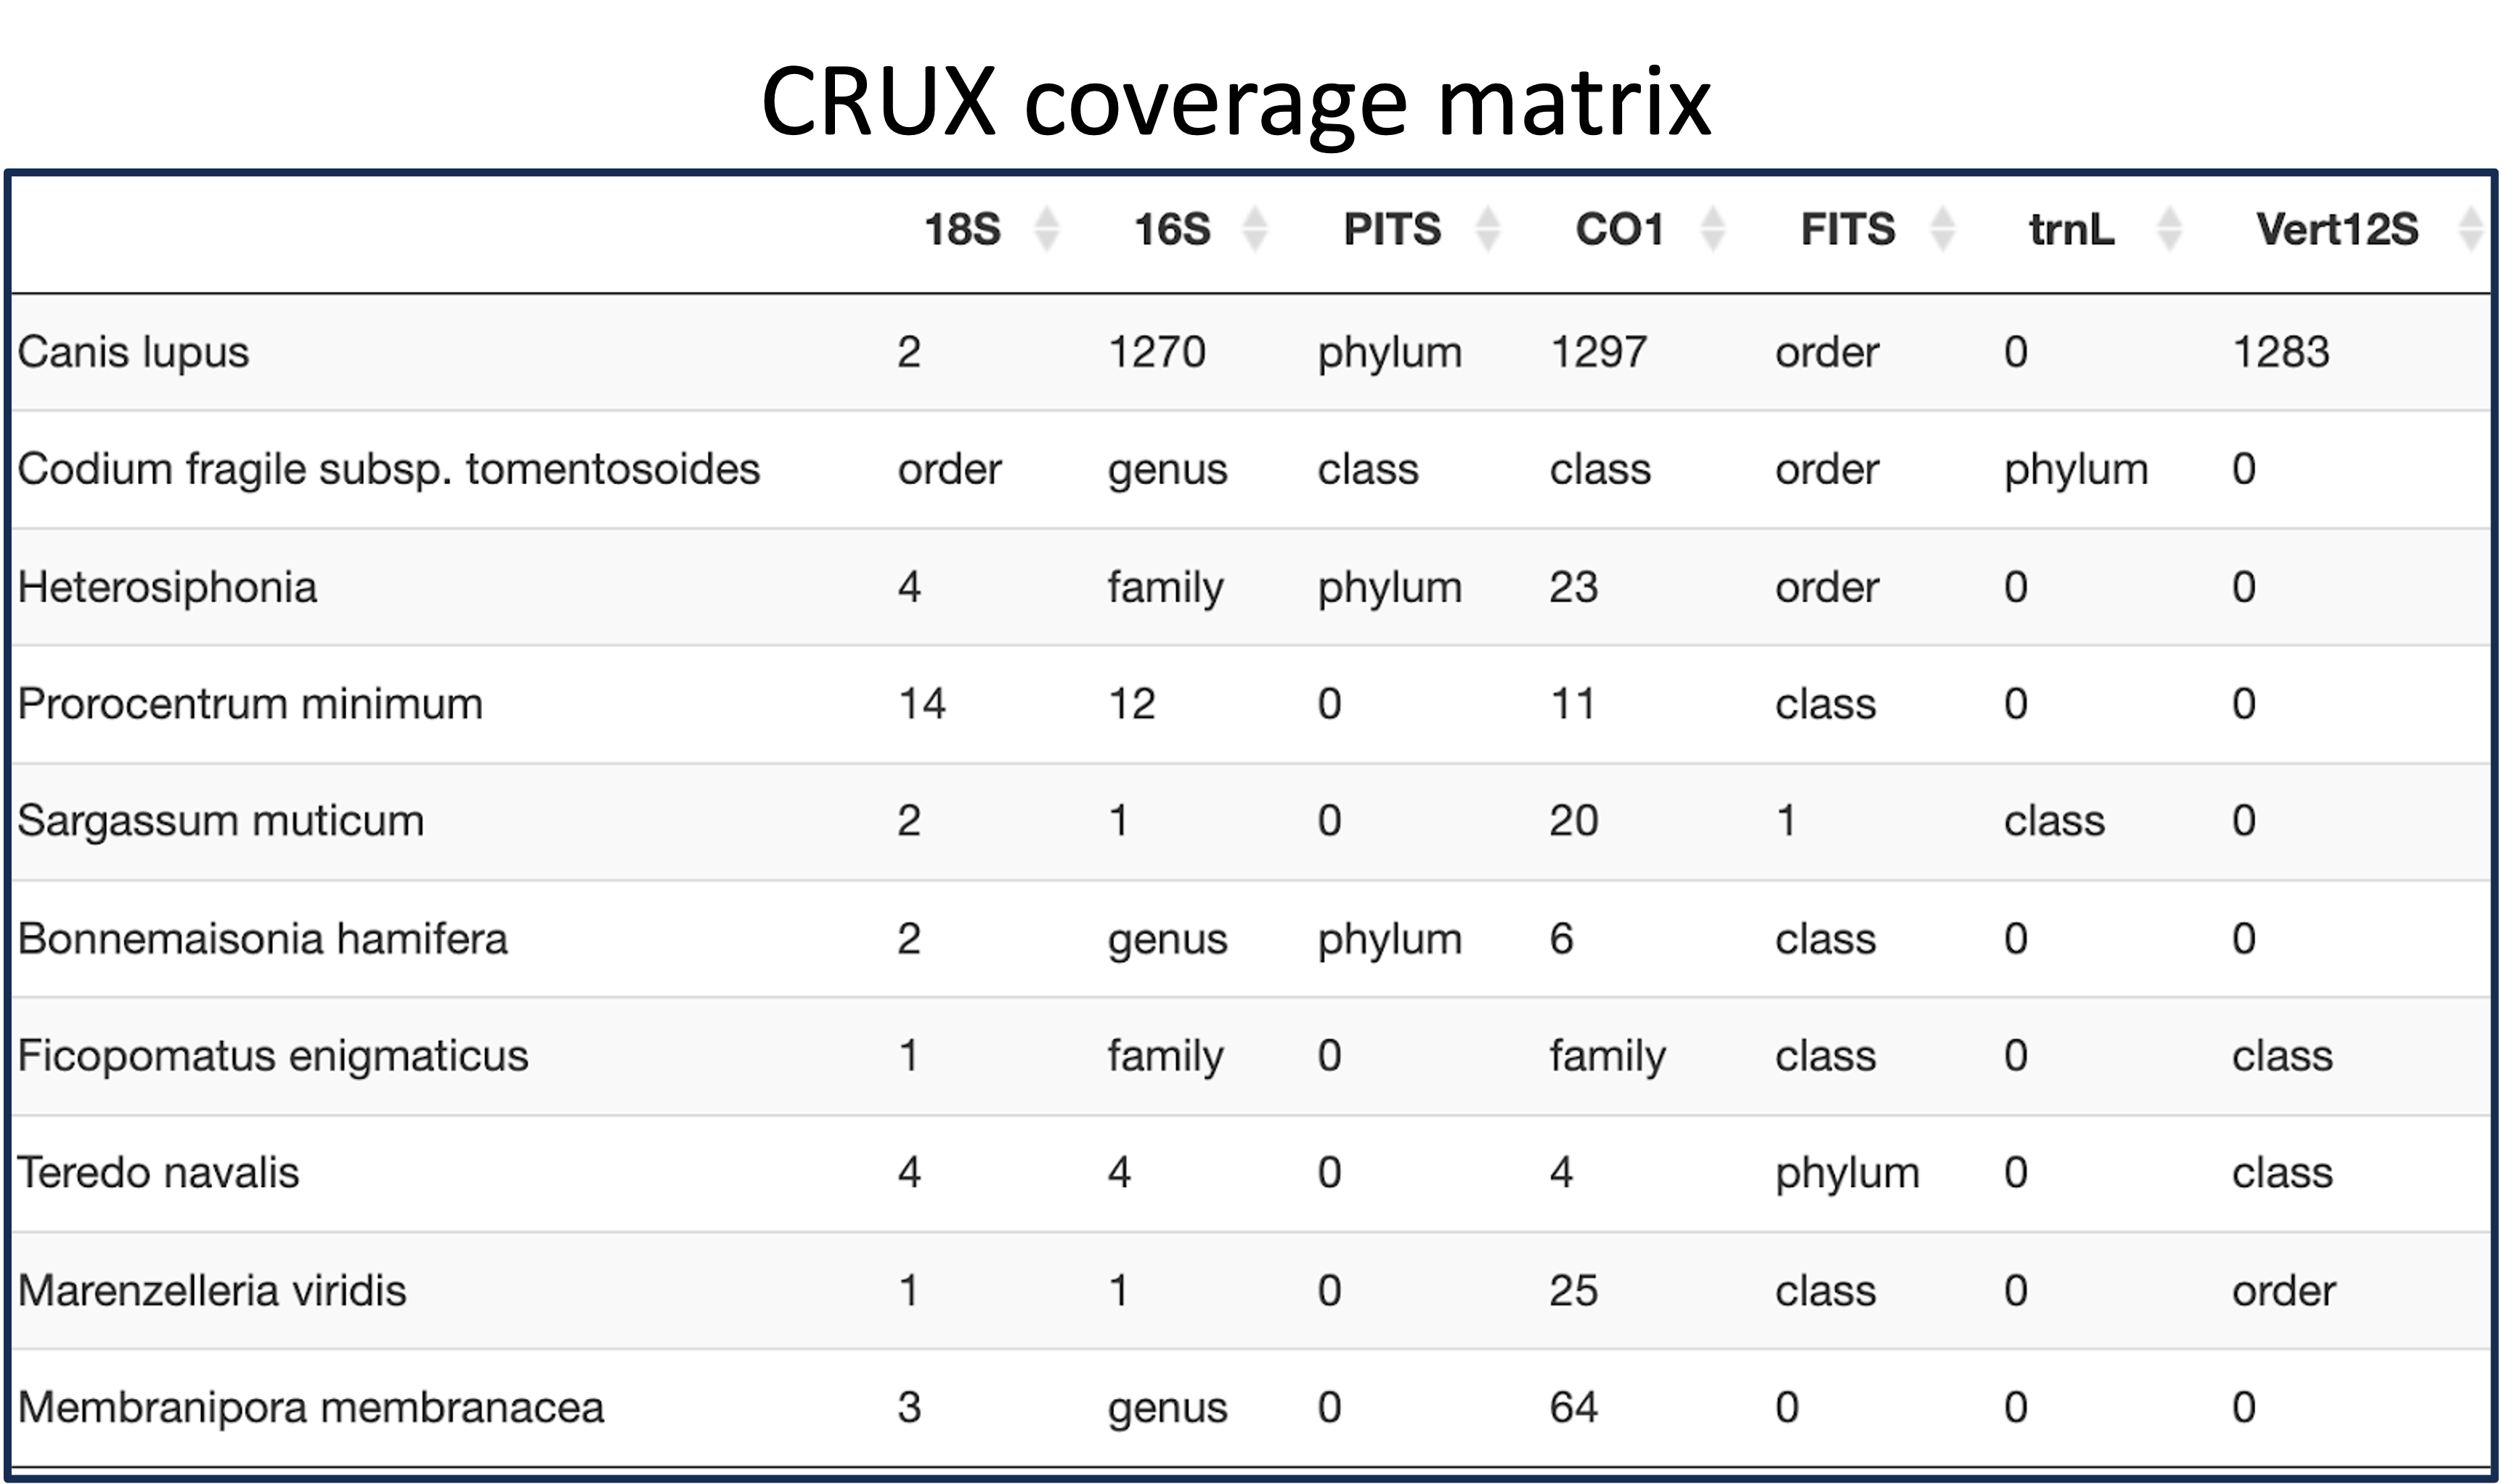 CRUX coverage matrix
18S 16S PITS CO1 FITS trnL Vert12S
Canis lupus 2 1270 phylum 1297 order 0 1283
Codium fragile subsp. tomentosoides order genus class class order phylum 0
Heterosiphonia 4 family phylum 23 order 0 0
Prorocentrum minimum 14 12 0 11 class 0 0
Sargassum muticum 2 1 0 20 1 class 0
Bonnemaisonia hamifera 2 genus phylum 6 class 0 0
Ficopomatus enigmaticus 1 family 0 family class 0 class
Teredo navalis 4 4 0 4 phylum 0 class
Marenzelleria viridis 1 1 0 25 class 0 order
Membranipora membranacea 3 genus 0 64 0 0 0